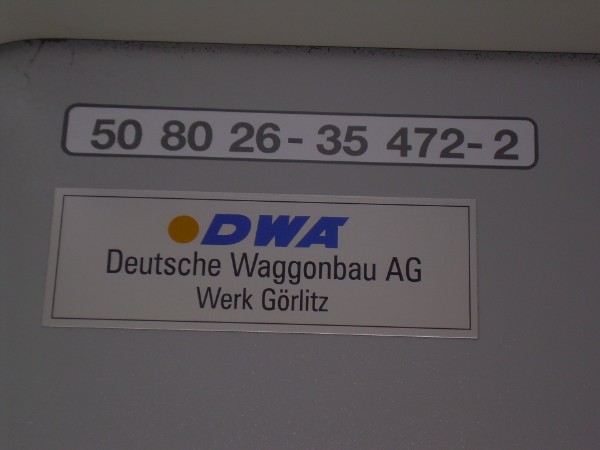 50 80 26-35 472-2
DWA
Deutsche Waggonbau AG
Werk Görlitz